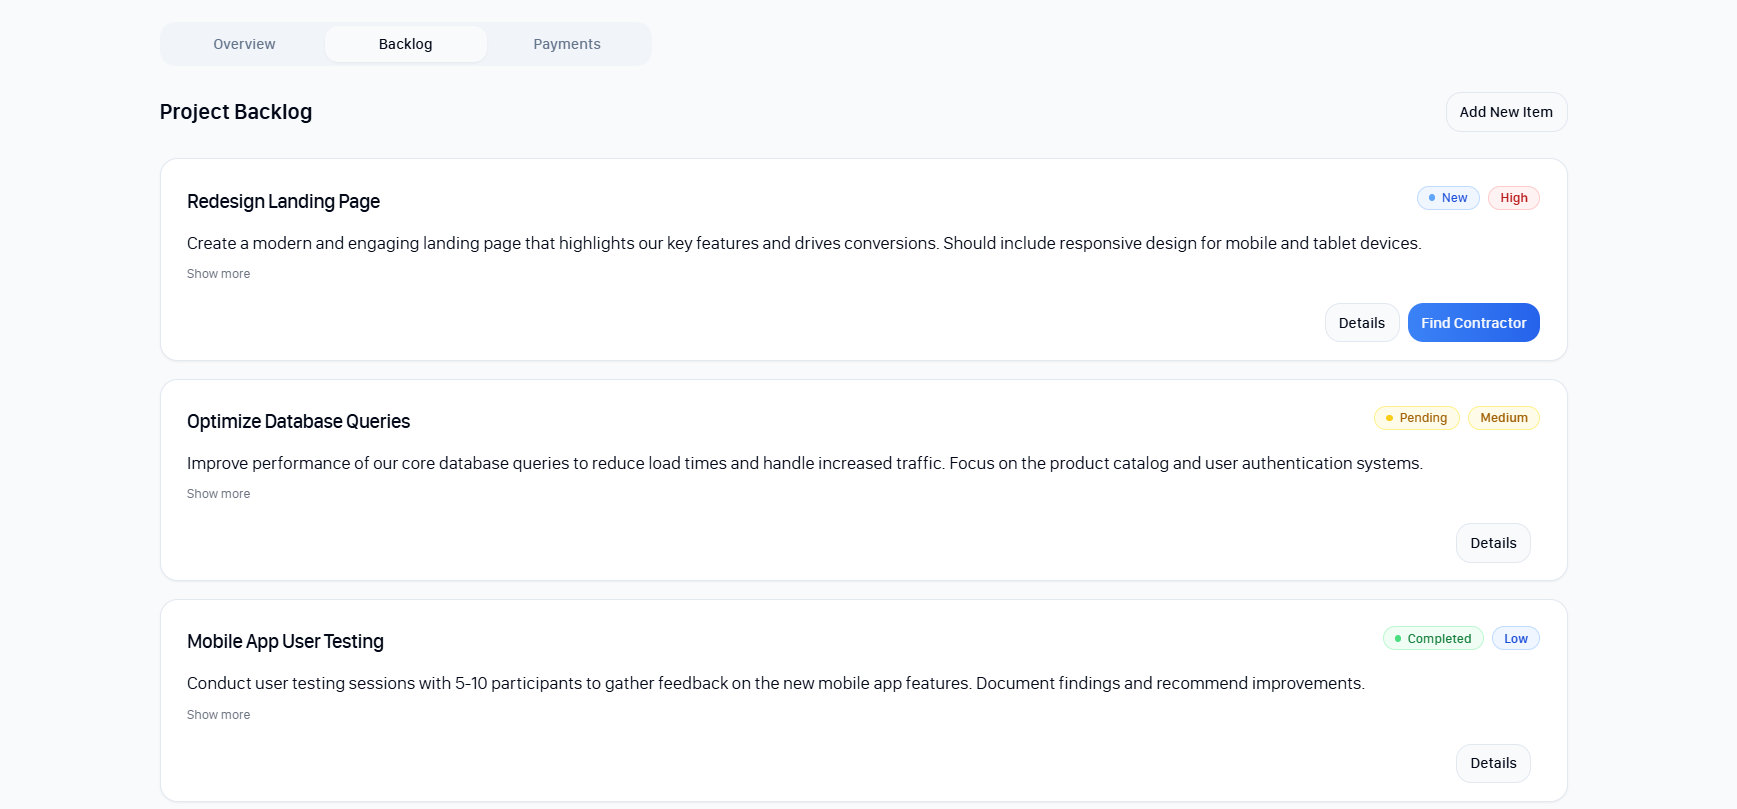 Overview
Backlog
Payments
Project Backlog
Add New Item
Redesign Landing Page
New
High
Create a modern and engaging landing page that highlights our key features and drives conversions. Should include responsive design for mobile and tablet devices.
Show more
Details
Find Contractor
Optimize Database Queries
Pending
Medium
Improve performance of our core database queries to reduce load times and handle increased traffic. Focus on the product catalog and user authentication systems.
Show more
Details
Mobile App User Testing
Completed
Low
Conduct user testing sessions with 5-10 participants to gather feedback on the new mobile app features. Document findings and recommend improvements.
Show more
Details